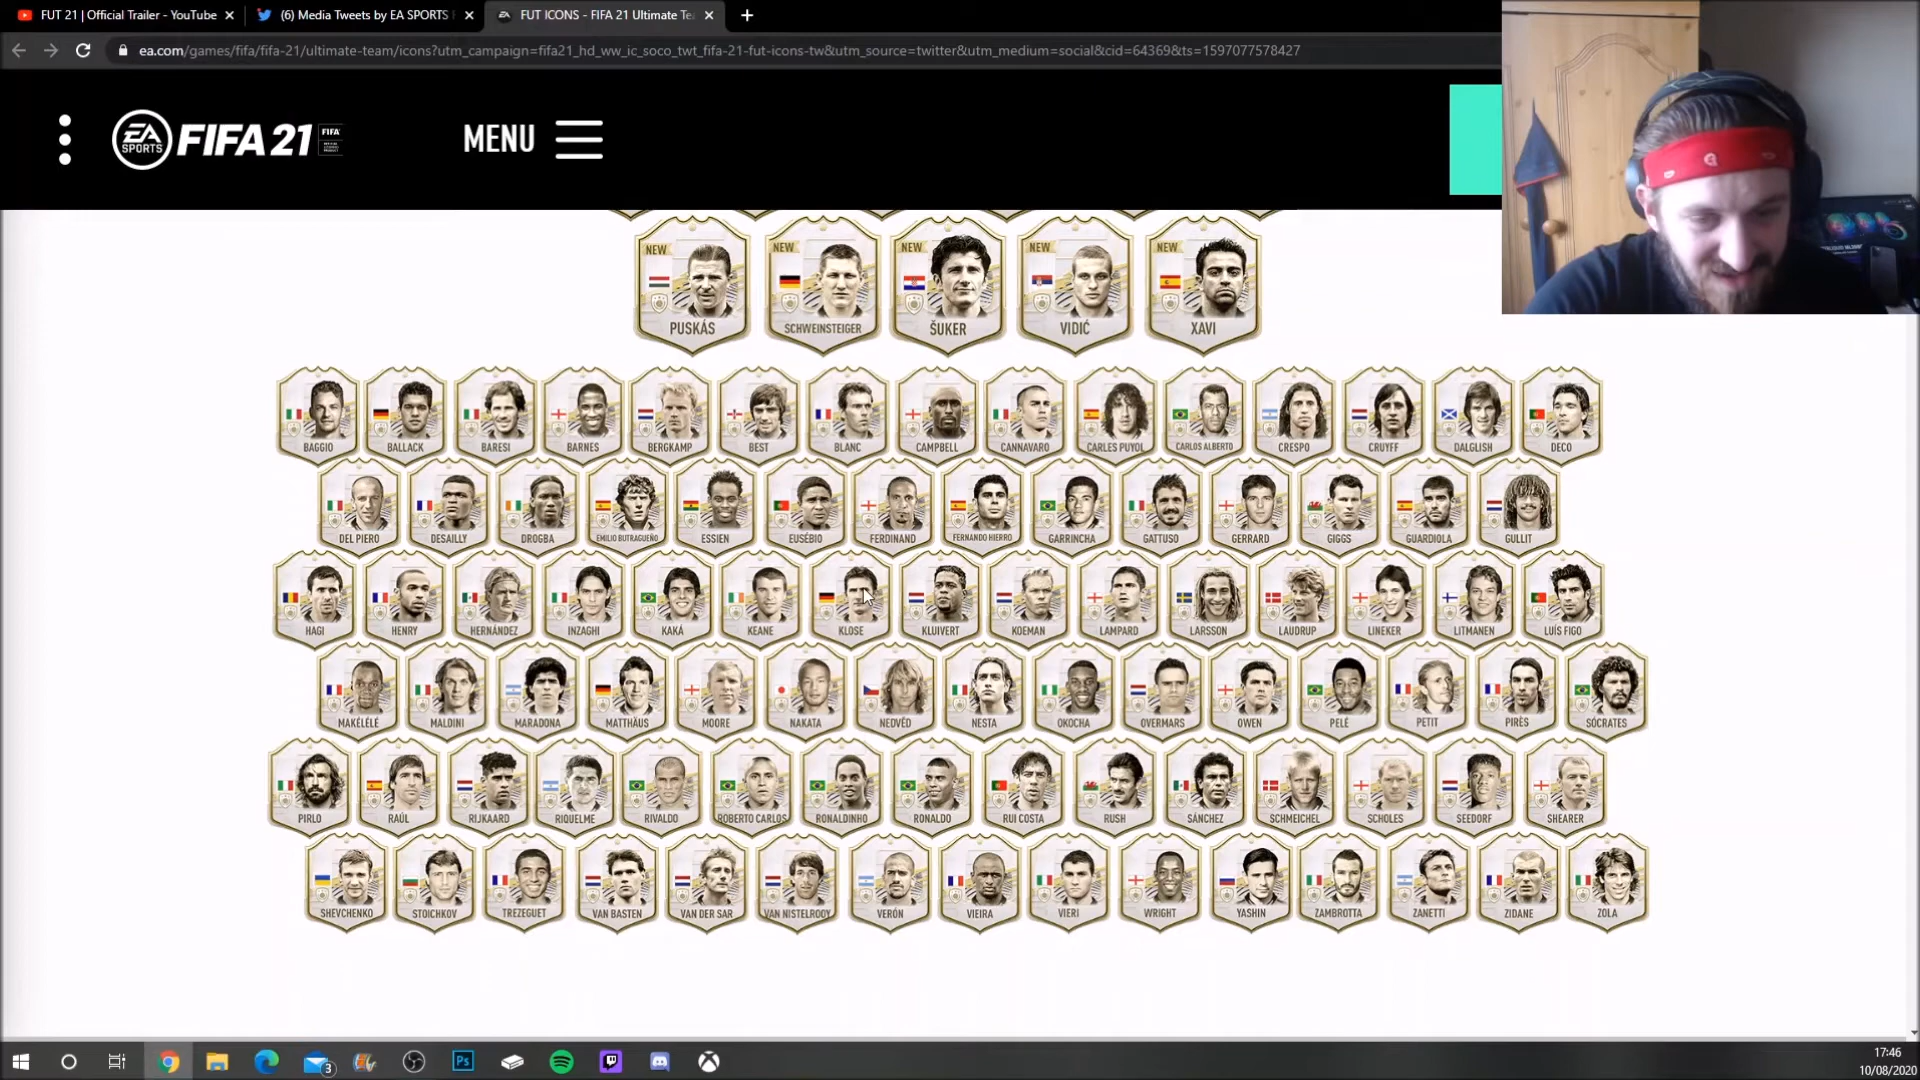 FUT 21 | Official Trailer - YouTube
(6) Media Tweets by EA SPORTS F
FUT ICONS - FIFA 21 Ultimate Te
ea.com/games/fifa/fifa-21/ultimate-team/icons?utm_campaign=fifa21_hd_ww_ic_soco_twt_fifa-21-fut-icons-tw&utm_source=twitter&utm_medium=social&cid=64369&ts=1597077578427
EA SPORTS FIFA 21 FIFA
MENU
NEW NEW NEW NEW NEW
PUSKÁS SCHWEINSTEIGER ŠUKER VIDIĆ XAVI
BAGGIO BALLACK BARESI BARNES BERGKAMP BEST BLANC CAMPBELL CANNAVARO CARLES PUYOL CARLOS ALBERTO CRESPO CRUYFF DALGLISH DECO
DEL PIERO DESAILLY DROGBA EMILIO BUTRAGUEÑO ESSIEN EUSÉBIO FERDINAND FERNANDO HIERRO GARRINCHA GATTUSO GERRARD GIGGS GUARDIOLA GULLIT
HAGI HENRY HERNÁNDEZ INZAGHI KAKÁ KEANE KLOSE KLUIVERT KOEMAN LAMPARD LARSSON LAUDRUP LINEKER LITMANEN LUÍS FIGO
MAKÉLÉLÉ MALDINI MARADONA MATTHÄUS MOORE NAKATA NEDVĚD NESTA OKOCHA OVERMARS OWEN PELÉ PETIT PIRÈS SÓCRATES
PIRLO RAÚL RIJKAARD RIQUELME RIVALDO ROBERTO CARLOS RONALDINHO RONALDO RUI COSTA RUSH SÁNCHEZ SCHMEICHEL SCHOLES SEEDORF SHEARER
SHEVCHENKO STOICHKOV TREZEGUET VAN BASTEN VAN DER SAR VAN NISTELROOY VERÓN VIEIRA VIERI WRIGHT YASHIN ZAMBROTTA ZANETTI ZIDANE ZOLA
3
Ps
17:46
10/08/2020